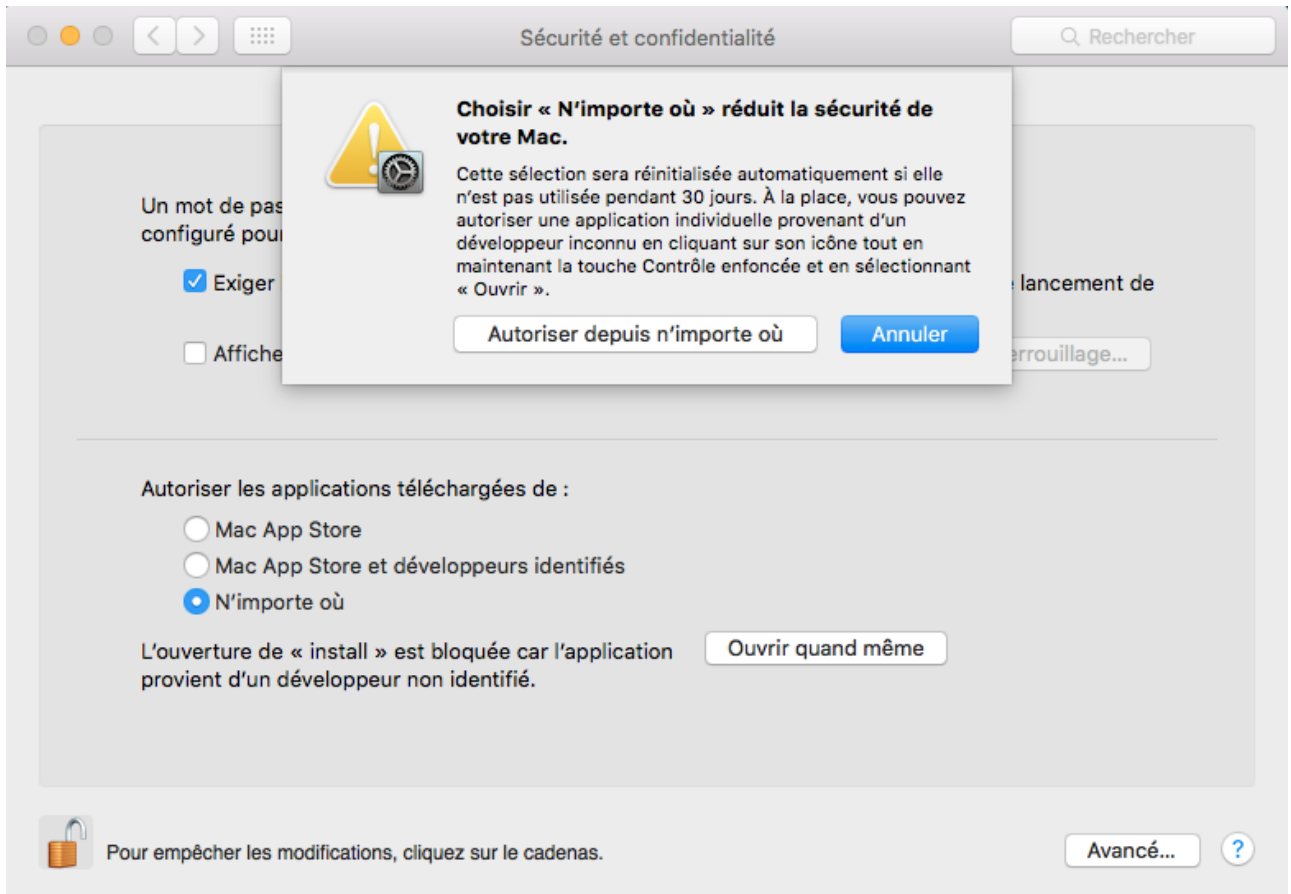 Sécurité et confidentialité
Rechercher
Choisir « N’importe où » réduit la sécurité de
votre Mac.
Cette sélection sera réinitialisée automatiquement si elle
n’est pas utilisée pendant 30 jours. À la place, vous pouvez
autoriser une application individuelle provenant d’un
développeur inconnu en cliquant sur son icône tout en
maintenant la touche Contrôle enfoncée et en sélectionnant
« Ouvrir ».
Autoriser depuis n’importe où
Annuler
Un mot de pas
configuré pour
Exiger
lancement de
Affiche
errouillage...
Autoriser les applications téléchargées de :
Mac App Store
Mac App Store et développeurs identifiés
N’importe où
L’ouverture de « install » est bloquée car l’application
provient d’un développeur non identifié.
Ouvrir quand même
Pour empêcher les modifications, cliquez sur le cadenas.
Avancé...
?